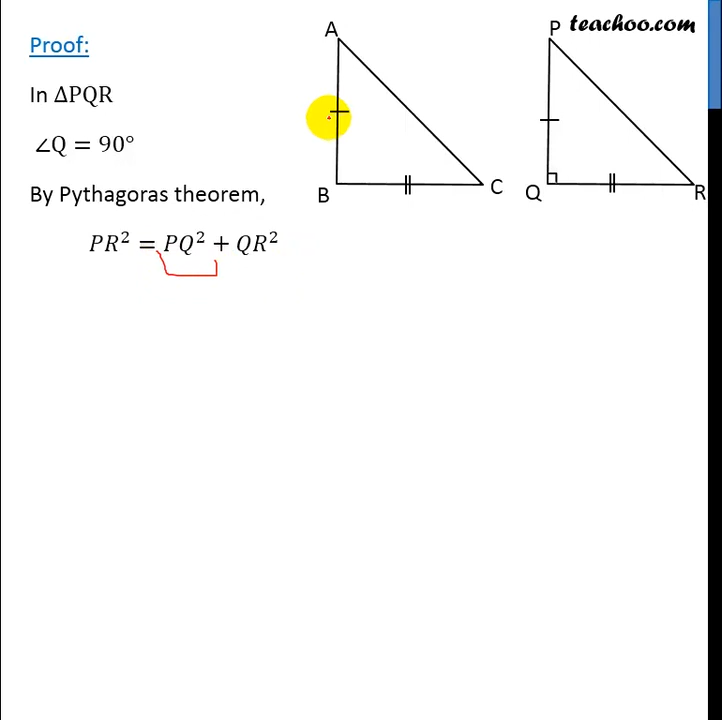 Proof:
In ΔPQR
∠Q = 90°
By Pythagoras theorem,
PR² = PQ² + QR²
A
B
C
P
teachoo.com
Q
R